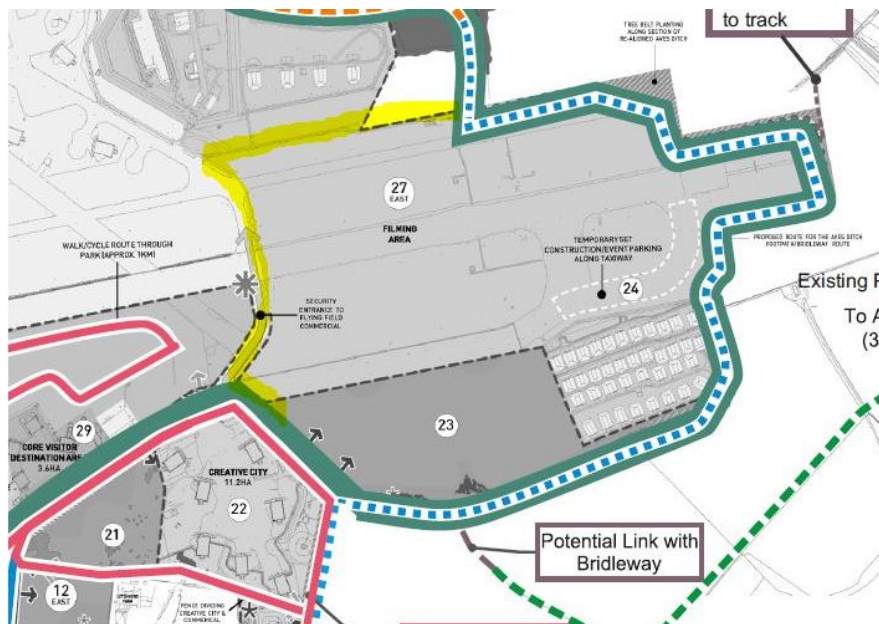 to track
TREE BELT PLANTING
ALONG SECTION OF
RE-ALIGNED AVES DITCH
27
EAST
FILMING
AREA
WALK/CYCLE ROUTE THROUGH
PARK (APPROX. 1KM)
TEMPORARY SET
CONSTRUCTION/EVENT PARKING
ALONG TAXIWAY
24
PROPOSED ROUTE FOR THE AVES DITCH
FOOTPATH/BRIDLEWAY ROUTE
Existing
To
(3
SECURITY
ENTRANCE TO
FLYING FIELD
COMMERCIAL
23
29
CORE VISITOR
DESTINATION
3.6HA
CREATIVE CITY
11.2HA
22
21
Potential Link with
Bridleway
12
EAST
FENCE DIVIDING
CREATIVE CITY &
COMMERCIAL